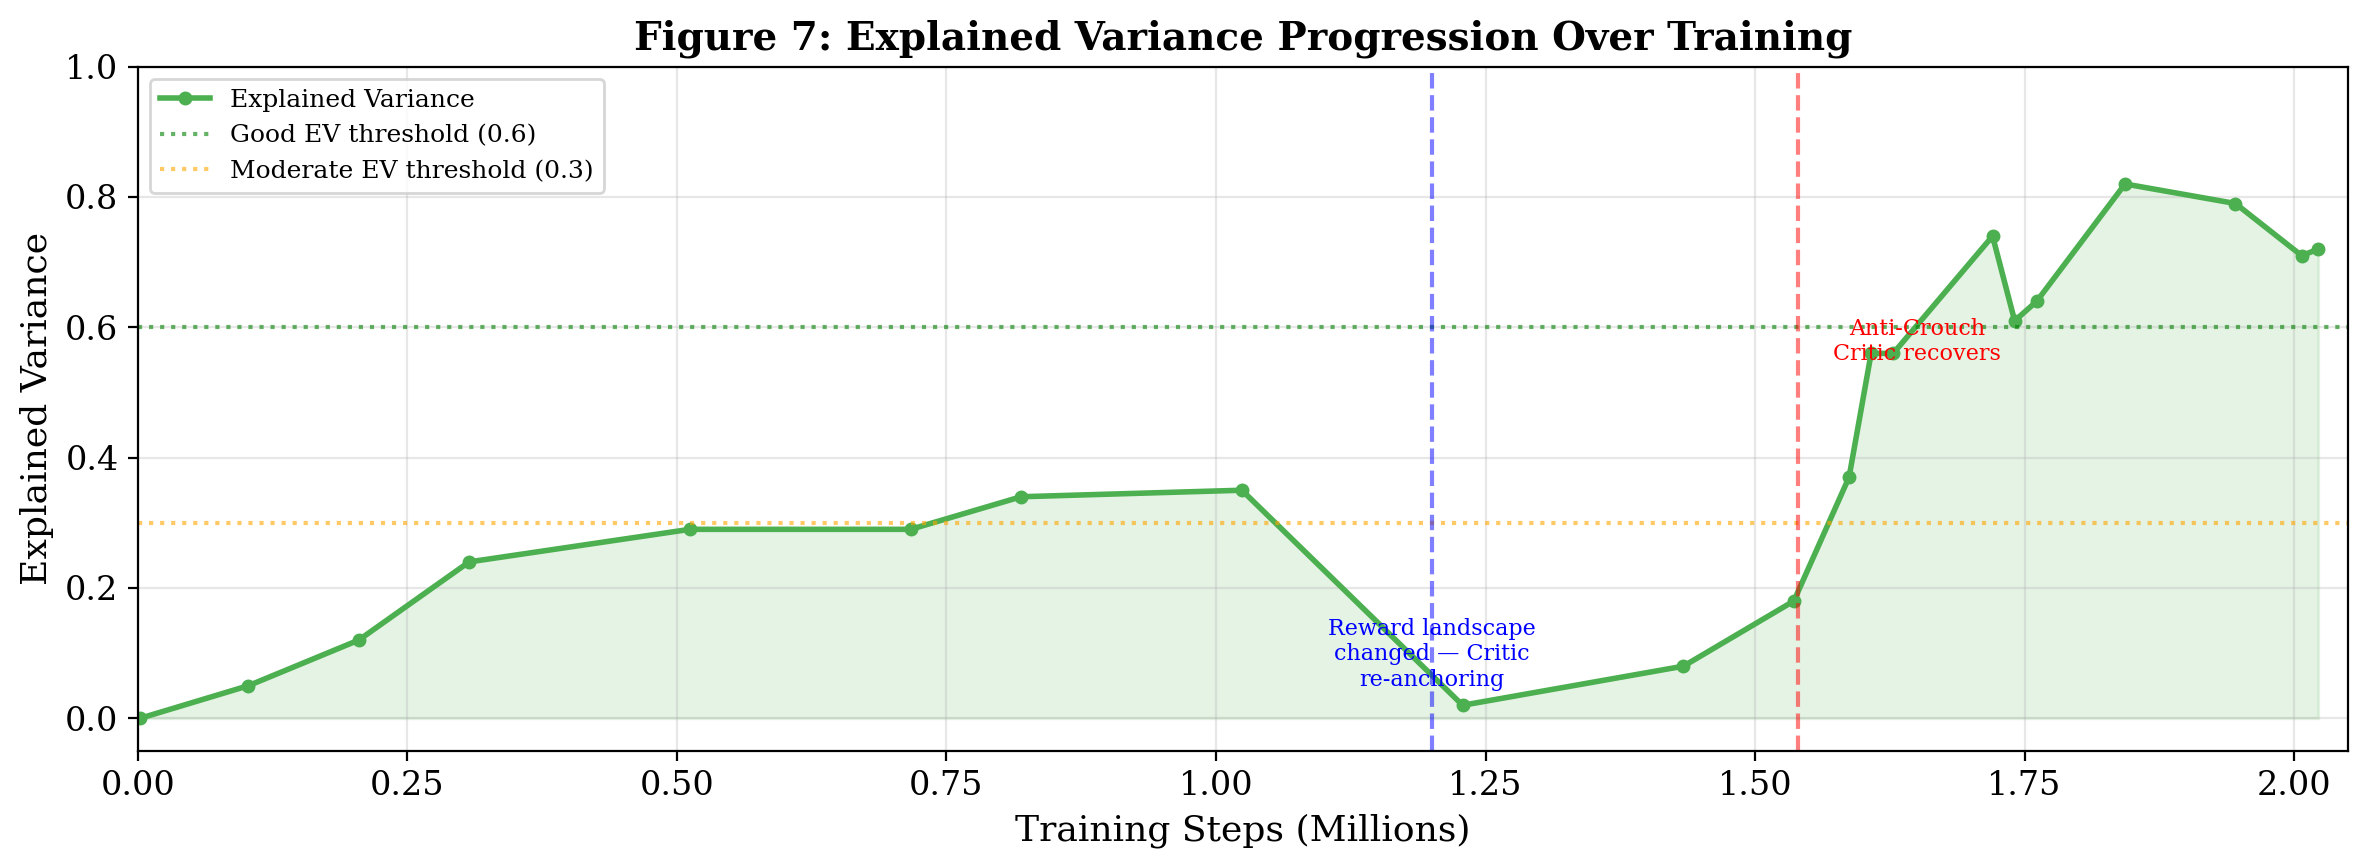 Figure 7: Explained Variance Progression Over Training
1.0
0.8
0.6
0.4
0.2
0.0
Explained Variance
Explained Variance
Good EV threshold (0.6)
Moderate EV threshold (0.3)
Anti-Crouch
Critic recovers
Reward landscape
changed — Critic
re-anchoring
0.00 0.25 0.50 0.75 1.00 1.25 1.50 1.75 2.00
Training Steps (Millions)